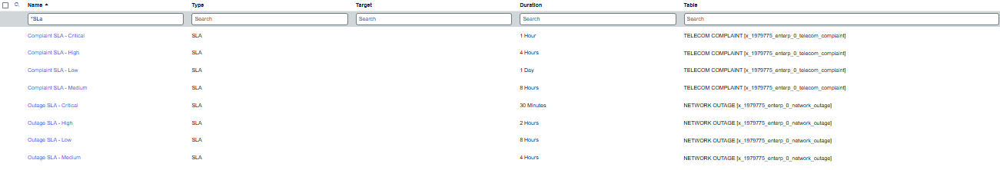 Name Type Target Duration Table
*SLa Search Search Search Search
Complaint SLA - Critical SLA 1 Hour TELECOM COMPLAINT [x_1979775_enterp_0_telecom_complaint]
Complaint SLA - High SLA 4 Hours TELECOM COMPLAINT [x_1979775_enterp_0_telecom_complaint]
Complaint SLA - Low SLA 1 Day TELECOM COMPLAINT [x_1979775_enterp_0_telecom_complaint]
Complaint SLA - Medium SLA 8 Hours TELECOM COMPLAINT [x_1979775_enterp_0_telecom_complaint]
Outage SLA - Critical SLA 30 Minutes NETWORK OUTAGE [x_1979775_enterp_0_network_outage]
Outage SLA - High SLA 2 Hours NETWORK OUTAGE [x_1979775_enterp_0_network_outage]
Outage SLA - Low SLA 8 Hours NETWORK OUTAGE [x_1979775_enterp_0_network_outage]
Outage SLA - Medium SLA 4 Hours NETWORK OUTAGE [x_1979775_enterp_0_network_outage]